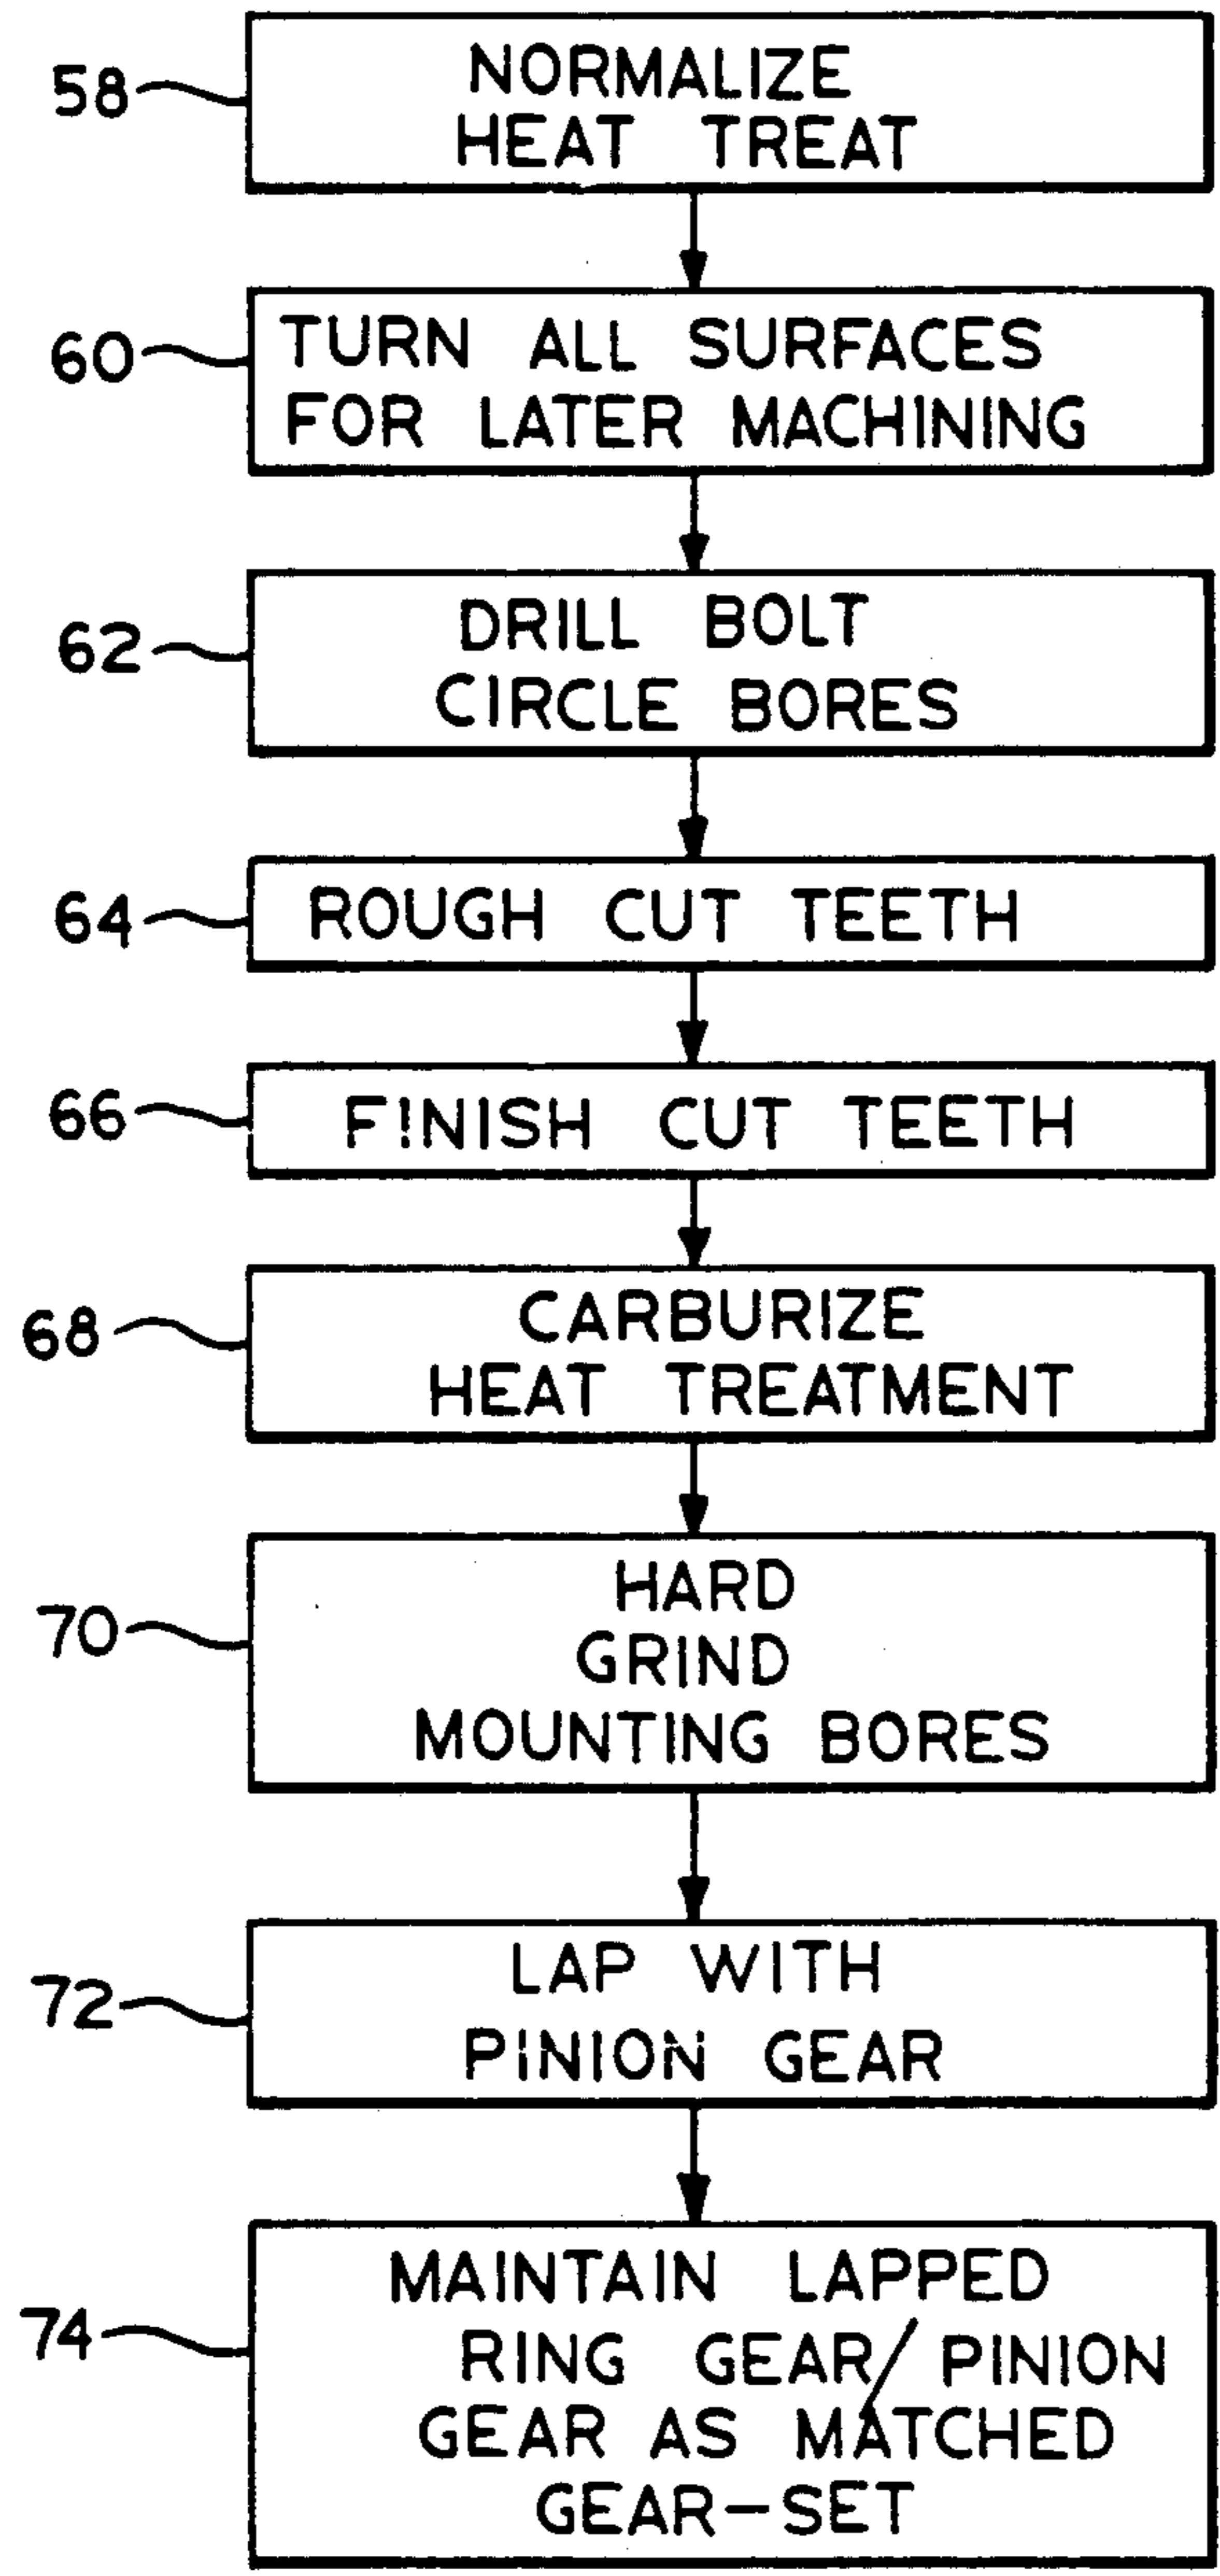 58
NORMALIZE
HEAT TREAT
60
TURN ALL SURFACES
FOR LATER MACHINING
62
DRILL BOLT
CIRCLE BORES
64
ROUGH CUT TEETH
66
FINISH CUT TEETH
68
CARBURIZE
HEAT TREATMENT
70
HARD
GRIND
MOUNTING BORES
72
LAP WITH
PINION GEAR
74
MAINTAIN LAPPED
RING GEAR/PINION
GEAR AS MATCHED
GEAR-SET